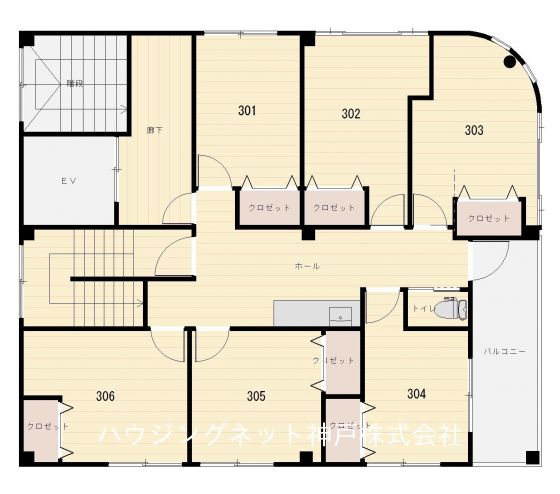 階段
廊下
301
302
303
EV
クロゼット
クロゼット
クロゼット
ホール
トイレ
バルコニー
クロゼット
306
305
304
クロゼット
クロゼット
ハウジングネット神戸株式会社